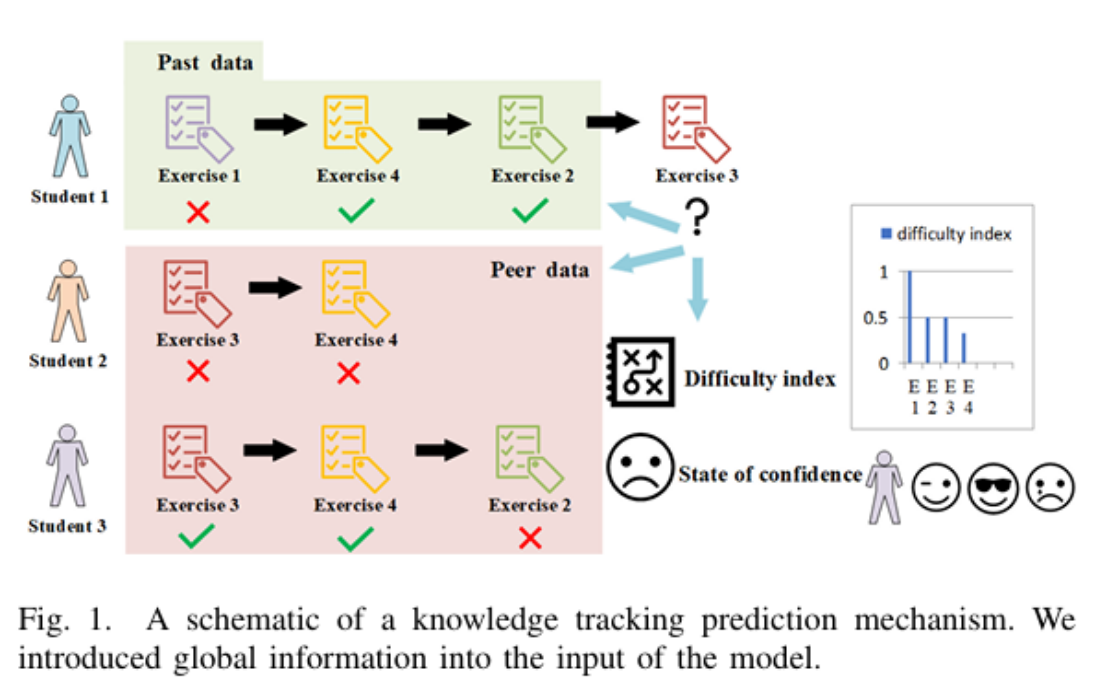 Past data
Exercise 1 Exercise 4 Exercise 2 Exercise 3
Student 1
?
Peer data
Exercise 3 Exercise 4
Student 2
Exercise 3 Exercise 4 Exercise 2
Student 3
Difficulty index
State of confidence
difficulty index
1
0.5
0
E E E E
1 2 3 4
Fig. 1. A schematic of a knowledge tracking prediction mechanism. We
introduced global information into the input of the model.